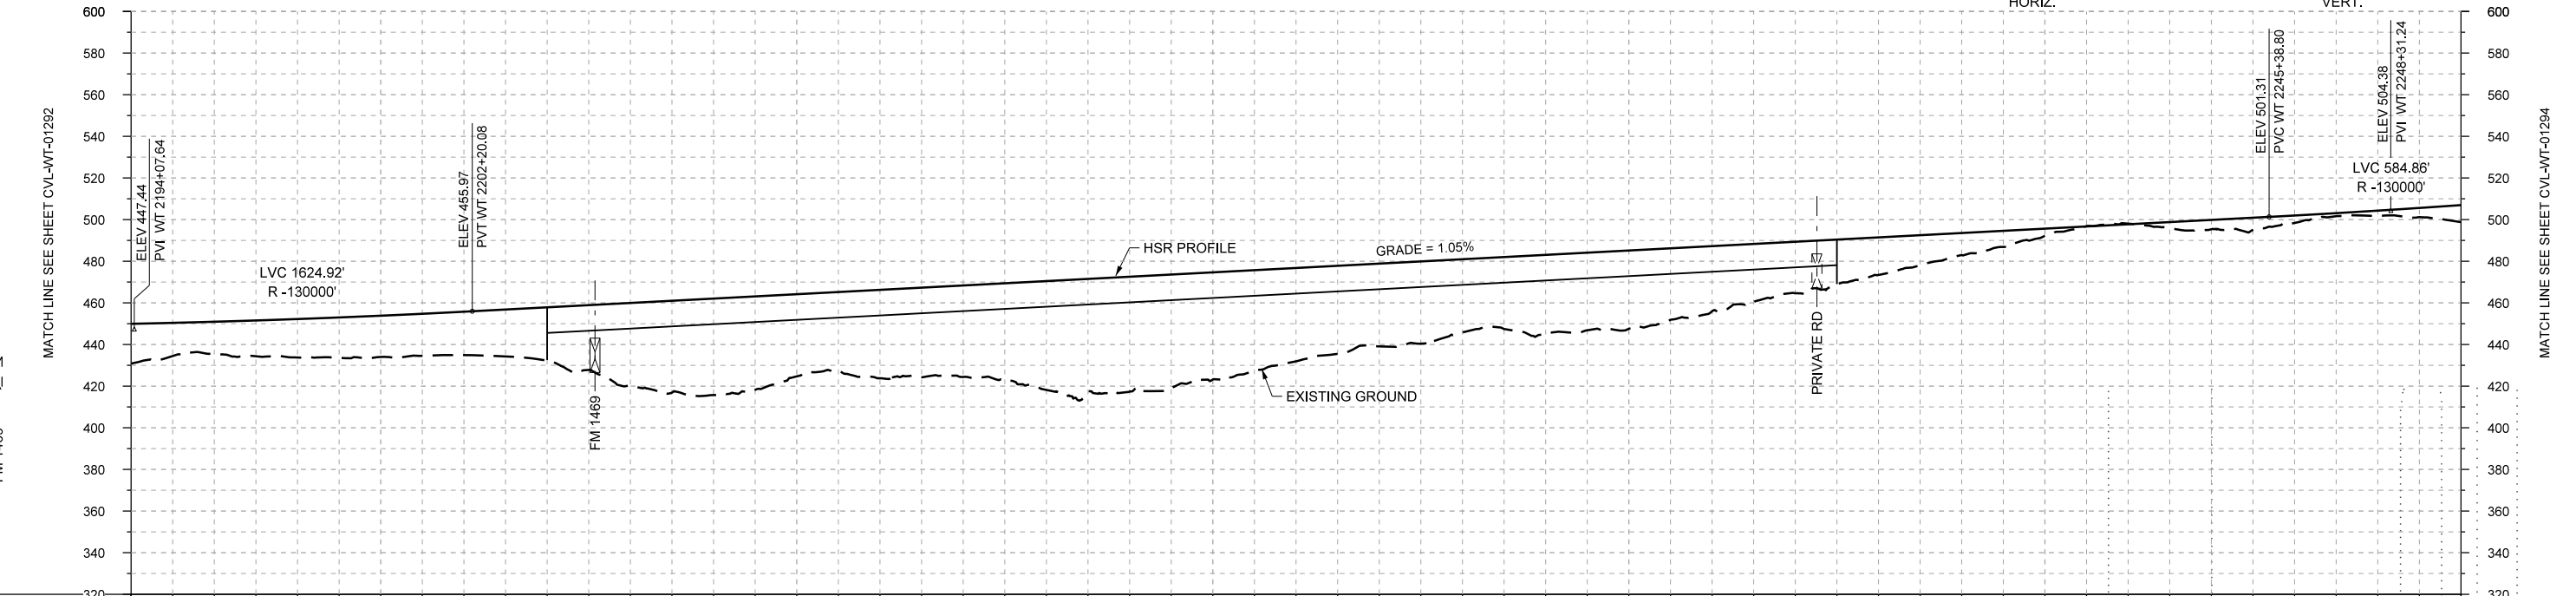 HORIZ.
VERT.
600
580
560
540
520
500
480
460
440
420
400
380
360
340
320
MATCH LINE SEE SHEET CVL-WT-01292
ELEV 447.44
PVI WT 2194+07.64
LVC 1624.92'
R -130000'
ELEV 455.97
PVT WT 2202+20.08
FM 1469
HSR PROFILE
EXISTING GROUND
GRADE = 1.05%
PRIVATE RD
ELEV 501.31
PVC WT 2245+38.80
ELEV 504.38
PVI WT 2248+31.24
LVC 584.86'
R -130000'
600
580
560
540
520
500
480
460
440
420
400
380
360
340
320
MATCH LINE SEE SHEET CVL-WT-01294